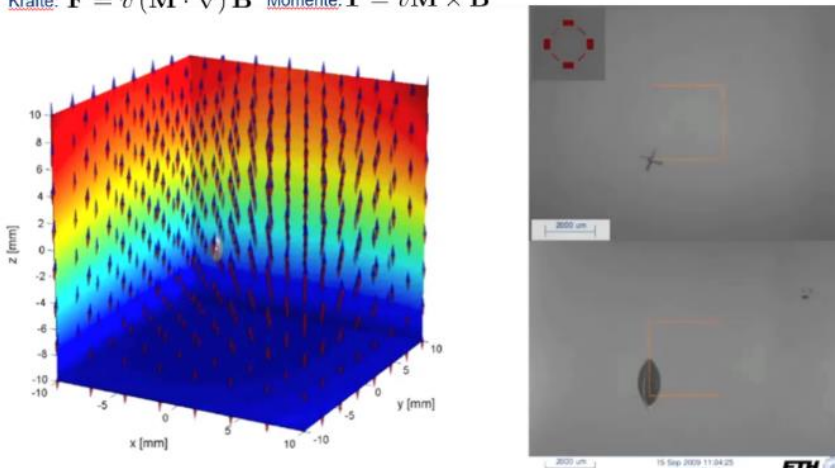 Kräfte: F = v (M · ∇) B Momente: T = vM × B
10
8
6
4
2
0
-2
-4
-6
-8
-10
z [mm]
-10
-5
0
5
10
x [mm]
-10
-5
0
5
10
y [mm]
2000 um
2000 um
15 Sep 2009 11:04:25
ETH